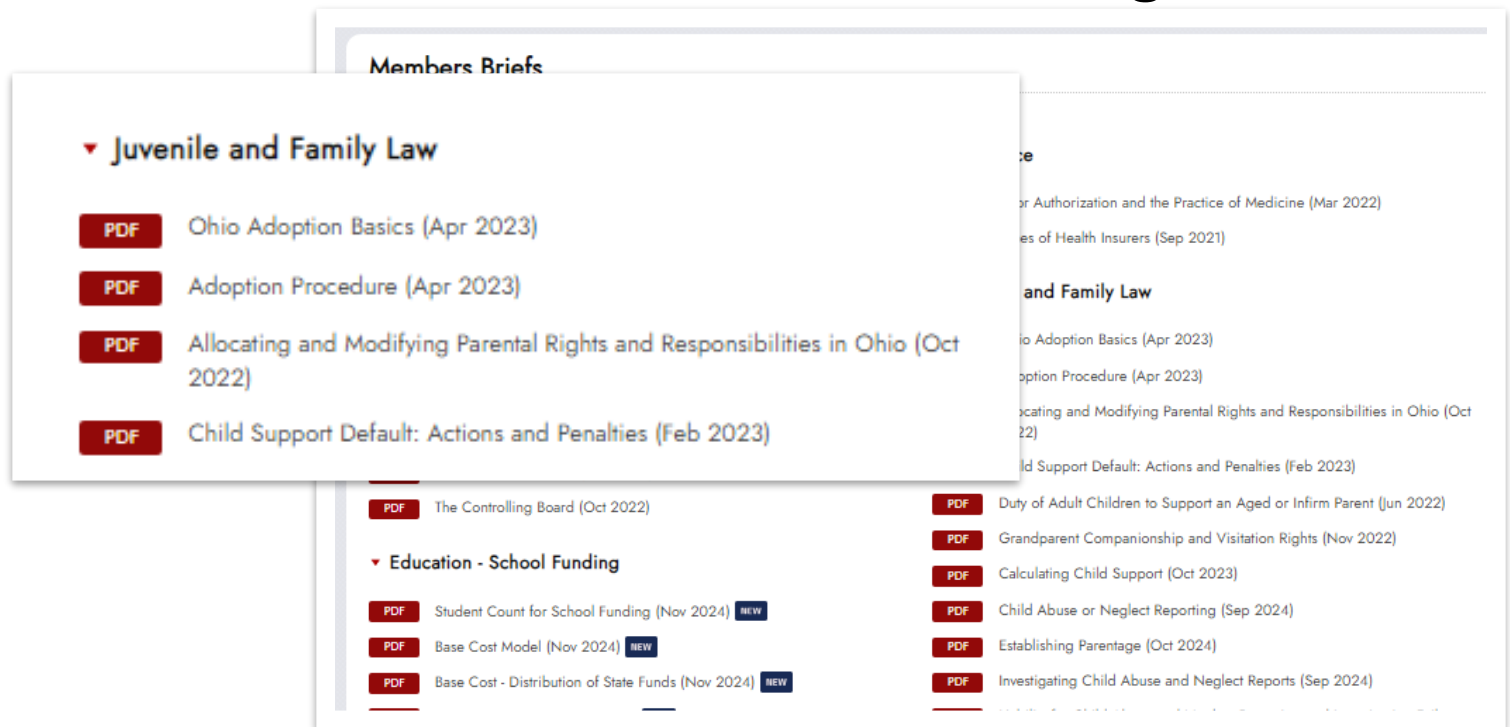 Members Briefs
Juvenile and Family Law
PDF Ohio Adoption Basics (Apr 2023)
PDF Adoption Procedure (Apr 2023)
PDF Allocating and Modifying Parental Rights and Responsibilities in Ohio (Oct
2022)
PDF Child Support Default: Actions and Penalties (Feb 2023)
PDF The Controlling Board (Oct 2022)
Education - School Funding
PDF Student Count for School Funding (Nov 2024) NEW
PDF Base Cost Model (Nov 2024) NEW
PDF Base Cost - Distribution of State Funds (Nov 2024) NEW
Authorization and the Practice of Medicine (Mar 2022)
of Health Insurers (Sep 2021)
and Family Law
Adoption Basics (Apr 2023)
Procedure (Apr 2023)
and Modifying Parental Rights and Responsibilities in Ohio (Oct
Support Default: Actions and Penalties (Feb 2023)
PDF Duty of Adult Children to Support an Aged or Infirm Parent (Jun 2022)
PDF Grandparent Companionship and Visitation Rights (Nov 2022)
PDF Calculating Child Support (Oct 2023)
PDF Child Abuse or Neglect Reporting (Sep 2024)
PDF Establishing Parentage (Oct 2024)
PDF Investigating Child Abuse and Neglect Reports (Sep 2024)